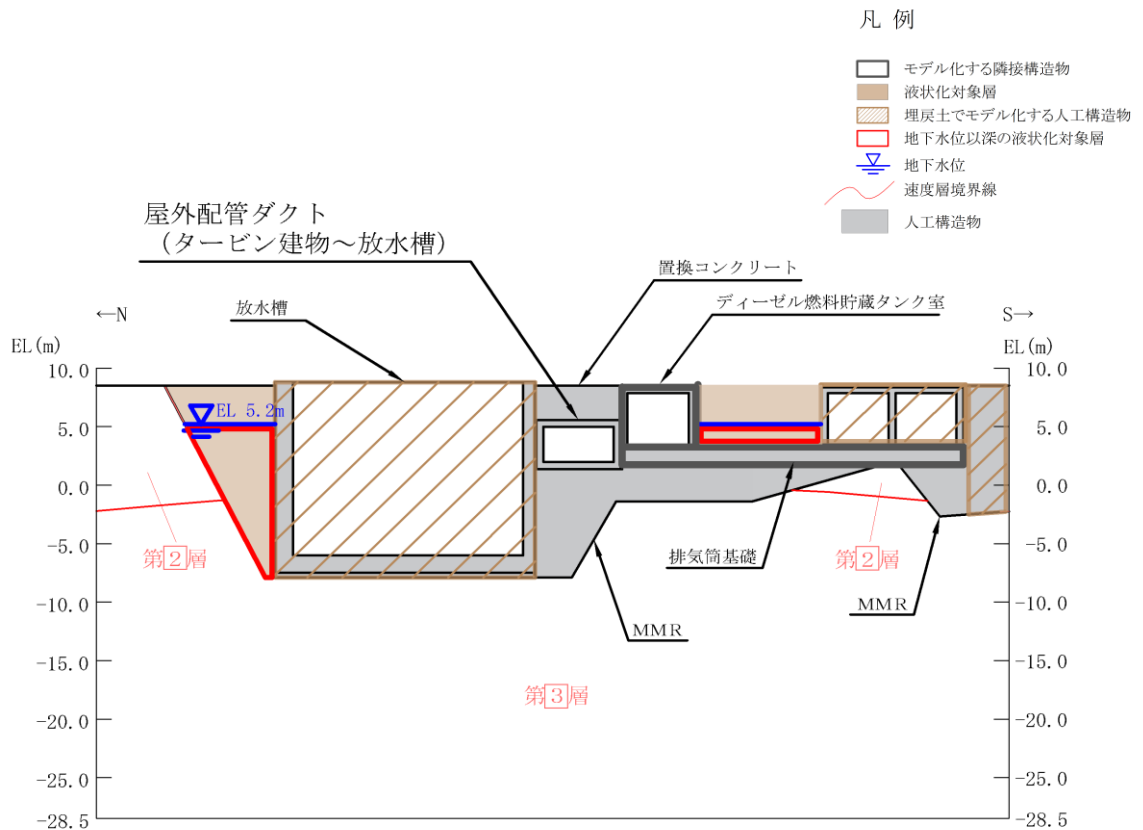 凡 例
モデル化する隣接構造物
液状化対象層
埋戻土でモデル化する人工構造物
地下水位以深の液状化対象層
地下水位
速度層境界線
人工構造物
屋外配管ダクト
（タービン建物～放水槽）
置換コンクリート
放水槽
ディーゼル燃料貯蔵タンク室
←N
S→
EL(m)
EL(m)
10.0
10.0
EL 5.2m
5.0
5.0
0.0
0.0
第2層
排気筒基礎
第2層
-5.0
-5.0
MMR
MMR
-10.0
-10.0
-15.0
-15.0
第3層
-20.0
-20.0
-25.0
-25.0
-28.5
-28.5